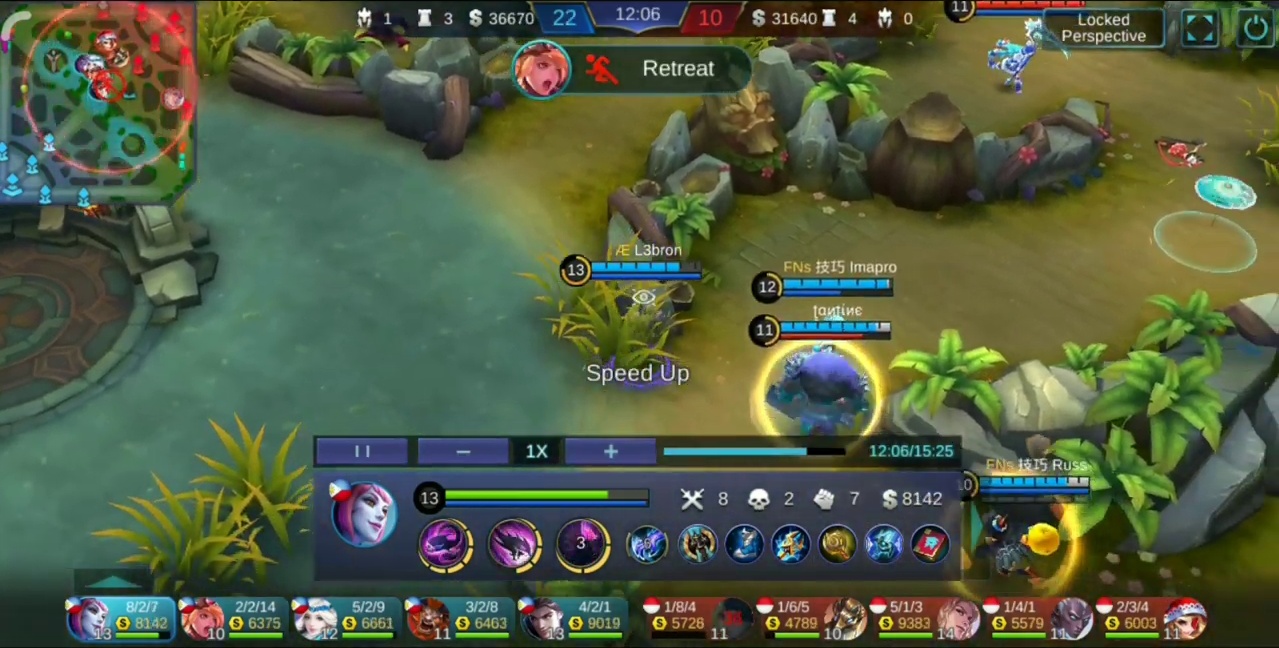 1 3 $ 36670 22 12:06 10 $ 31640 4 0
11
Locked
Perspective
Retreat
Æ L3bron
13
FNs 技巧 Imapro
12
11
Speed Up
1X
12:06/15:25
FNs 技巧 Russ
13
8 2 7 $ 8142
3
8/2/7 2/2/14 5/2/9 3/2/8 4/2/1 1/8/4 1/6/5 5/1/3 1/4/1 2/3/4
8142 6375 6661 6463 9019 5728 4789 9383 5579 6003
13 10 12 11 13 11 10 14 11 11